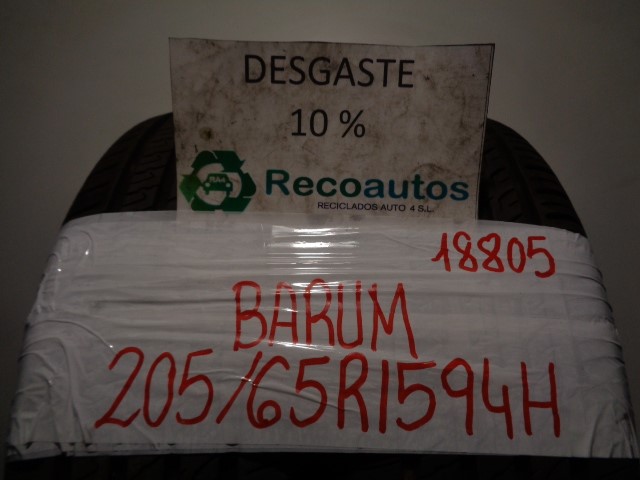 DESGASTE
10 %
Recoautos
RECICLADOS AUTO 4 S.L.
18805
BARUM
205/65R1594H